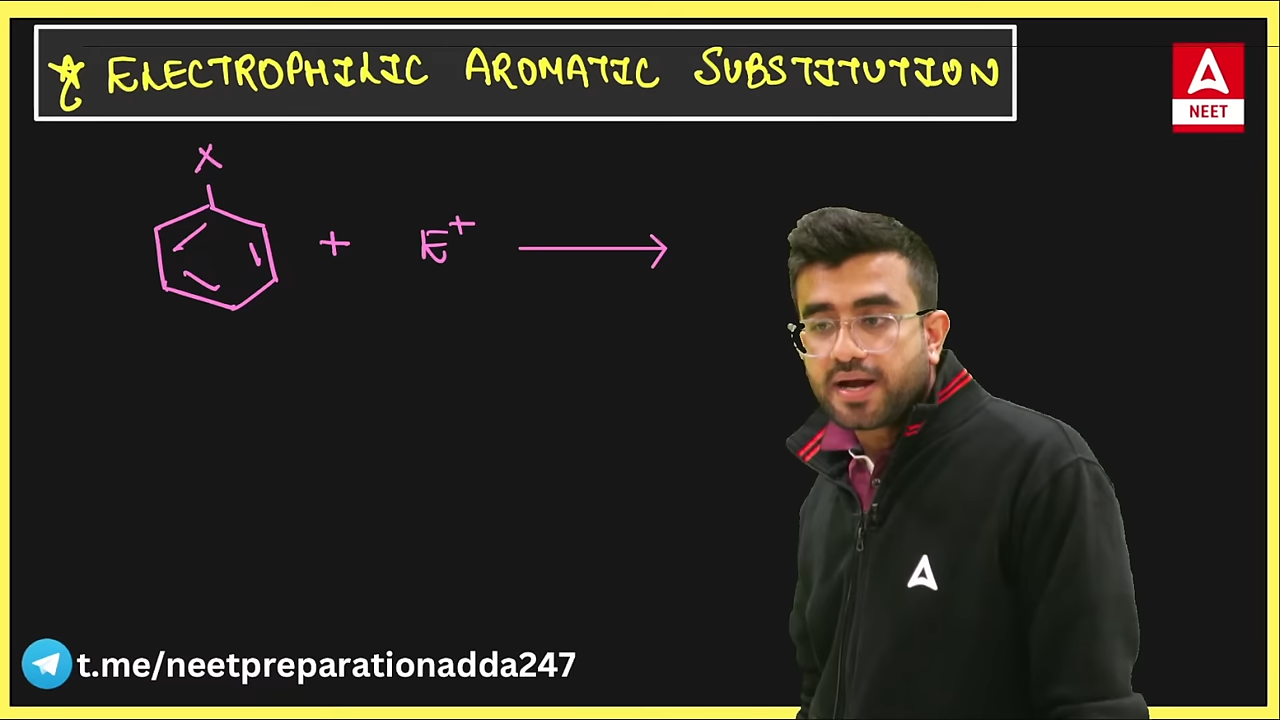 ☆ ELECTROPHILIC AROMATIC SUBSTITUTION
NEET
X
+ E⁺ ⟶
t.me/neetpreparationadda247